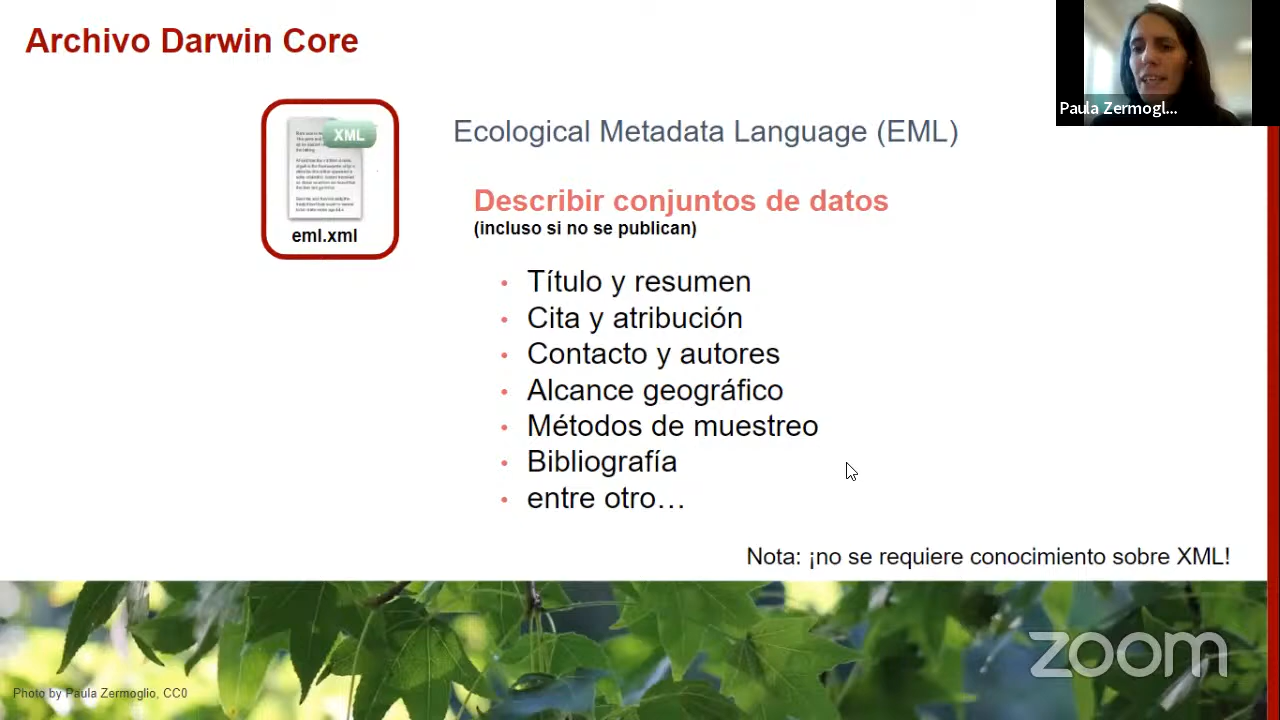 Archivo Darwin Core
Paula Zermogl...
XML
eml.xml
Ecological Metadata Language (EML)
Describir conjuntos de datos
(incluso si no se publican)
• Título y resumen
• Cita y atribución
• Contacto y autores
• Alcance geográfico
• Métodos de muestreo
• Bibliografía
• entre otro…
Nota: ¡no se requiere conocimiento sobre XML!
zoom
Photo by Paula Zermoglio, CC0